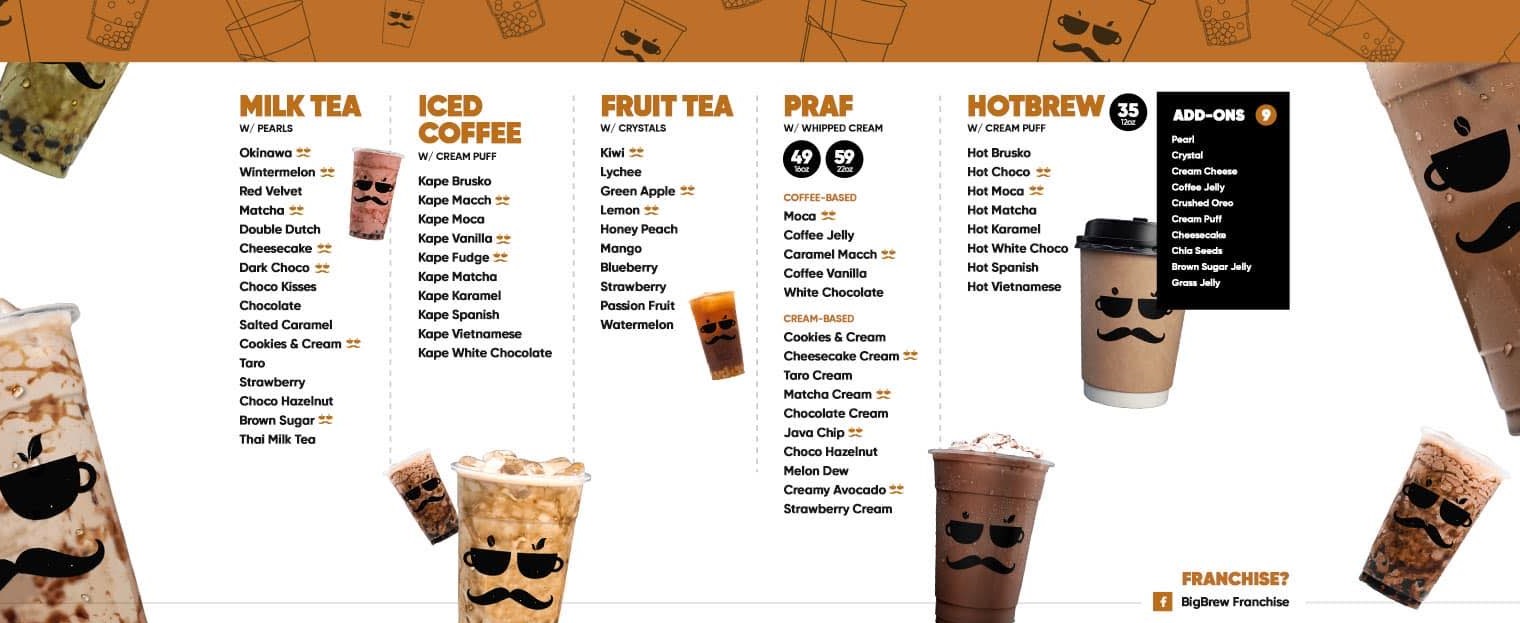 MILK TEA
W/ PEARLS
Okinawa
Wintermelon
Red Velvet
Matcha
Double Dutch
Cheesecake
Dark Choco
Choco Kisses
Chocolate
Salted Caramel
Cookies & Cream
Taro
Strawberry
Choco Hazelnut
Brown Sugar
Thai Milk Tea
ICED
COFFEE
W/ CREAM PUFF
Kape Brusko
Kape Macch
Kape Moca
Kape Vanilla
Kape Fudge
Kape Matcha
Kape Karamel
Kape Spanish
Kape Vietnamese
Kape White Chocolate
FRUIT TEA
W/ CRYSTALS
Kiwi
Lychee
Green Apple
Lemon
Honey Peach
Mango
Blueberry
Strawberry
Passion Fruit
Watermelon
PRAF
W/ WHIPPED CREAM
49 59
16oz 22oz
COFFEE-BASED
Moca
Coffee Jelly
Caramel Macch
Coffee Vanilla
White Chocolate
CREAM-BASED
Cookies & Cream
Cheesecake Cream
Taro Cream
Matcha Cream
Chocolate Cream
Java Chip
Choco Hazelnut
Melon Dew
Creamy Avocado
Strawberry Cream
HOTBREW 35
12oz
W/ CREAM PUFF
Hot Brusko
Hot Choco
Hot Moca
Hot Matcha
Hot Karamel
Hot White Choco
Hot Spanish
Hot Vietnamese
ADD-ONS 9
Pearl
Crystal
Cream Cheese
Coffee Jelly
Crushed Oreo
Cream Puff
Cheesecake
Chia Seeds
Brown Sugar Jelly
Grass Jelly
FRANCHISE?
f BigBrew Franchise